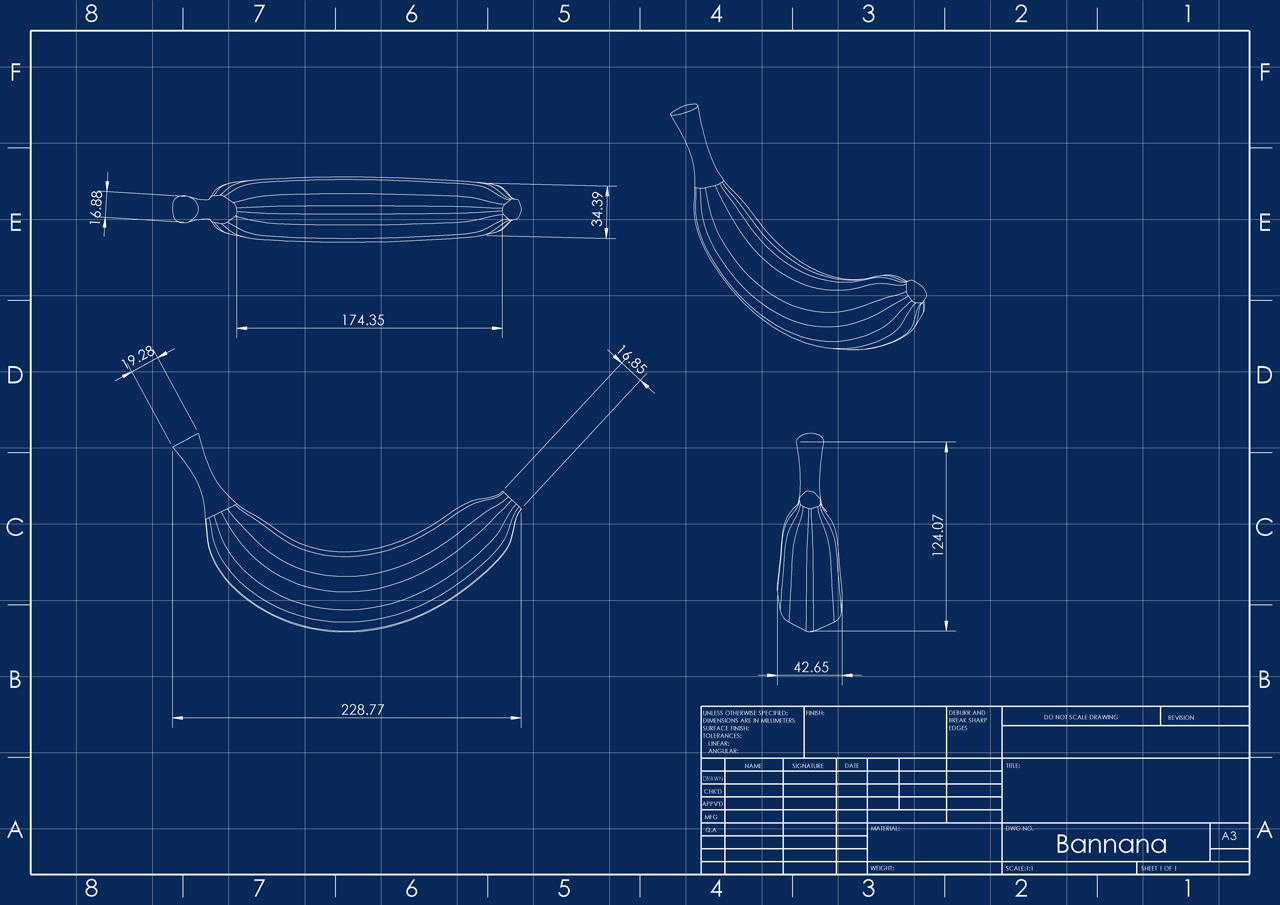 8 7 6 5 4 3 2 1
F F
16.88
34.39
E E
174.35
19.28
16.85
D D
124.07
C C
42.65
B B
228.77
UNLESS OTHERWISE SPECIFIED:
DIMENSIONS ARE IN MILLIMETERS
SURFACE FINISH:
TOLERANCES:
LINEAR:
ANGULAR:
FINISH:
DEBURR AND
BREAK SHARP
EDGES
DO NOT SCALE DRAWING
REVISION
NAME SIGNATURE DATE
TITLE:
DRAWN
CHK'D
APPV'D
MFG
Q.A
MATERIAL:
DWG NO.
Bannana
A3
WEIGHT:
SCALE:1:1
SHEET 1 OF 1
A A
8 7 6 5 4 3 2 1